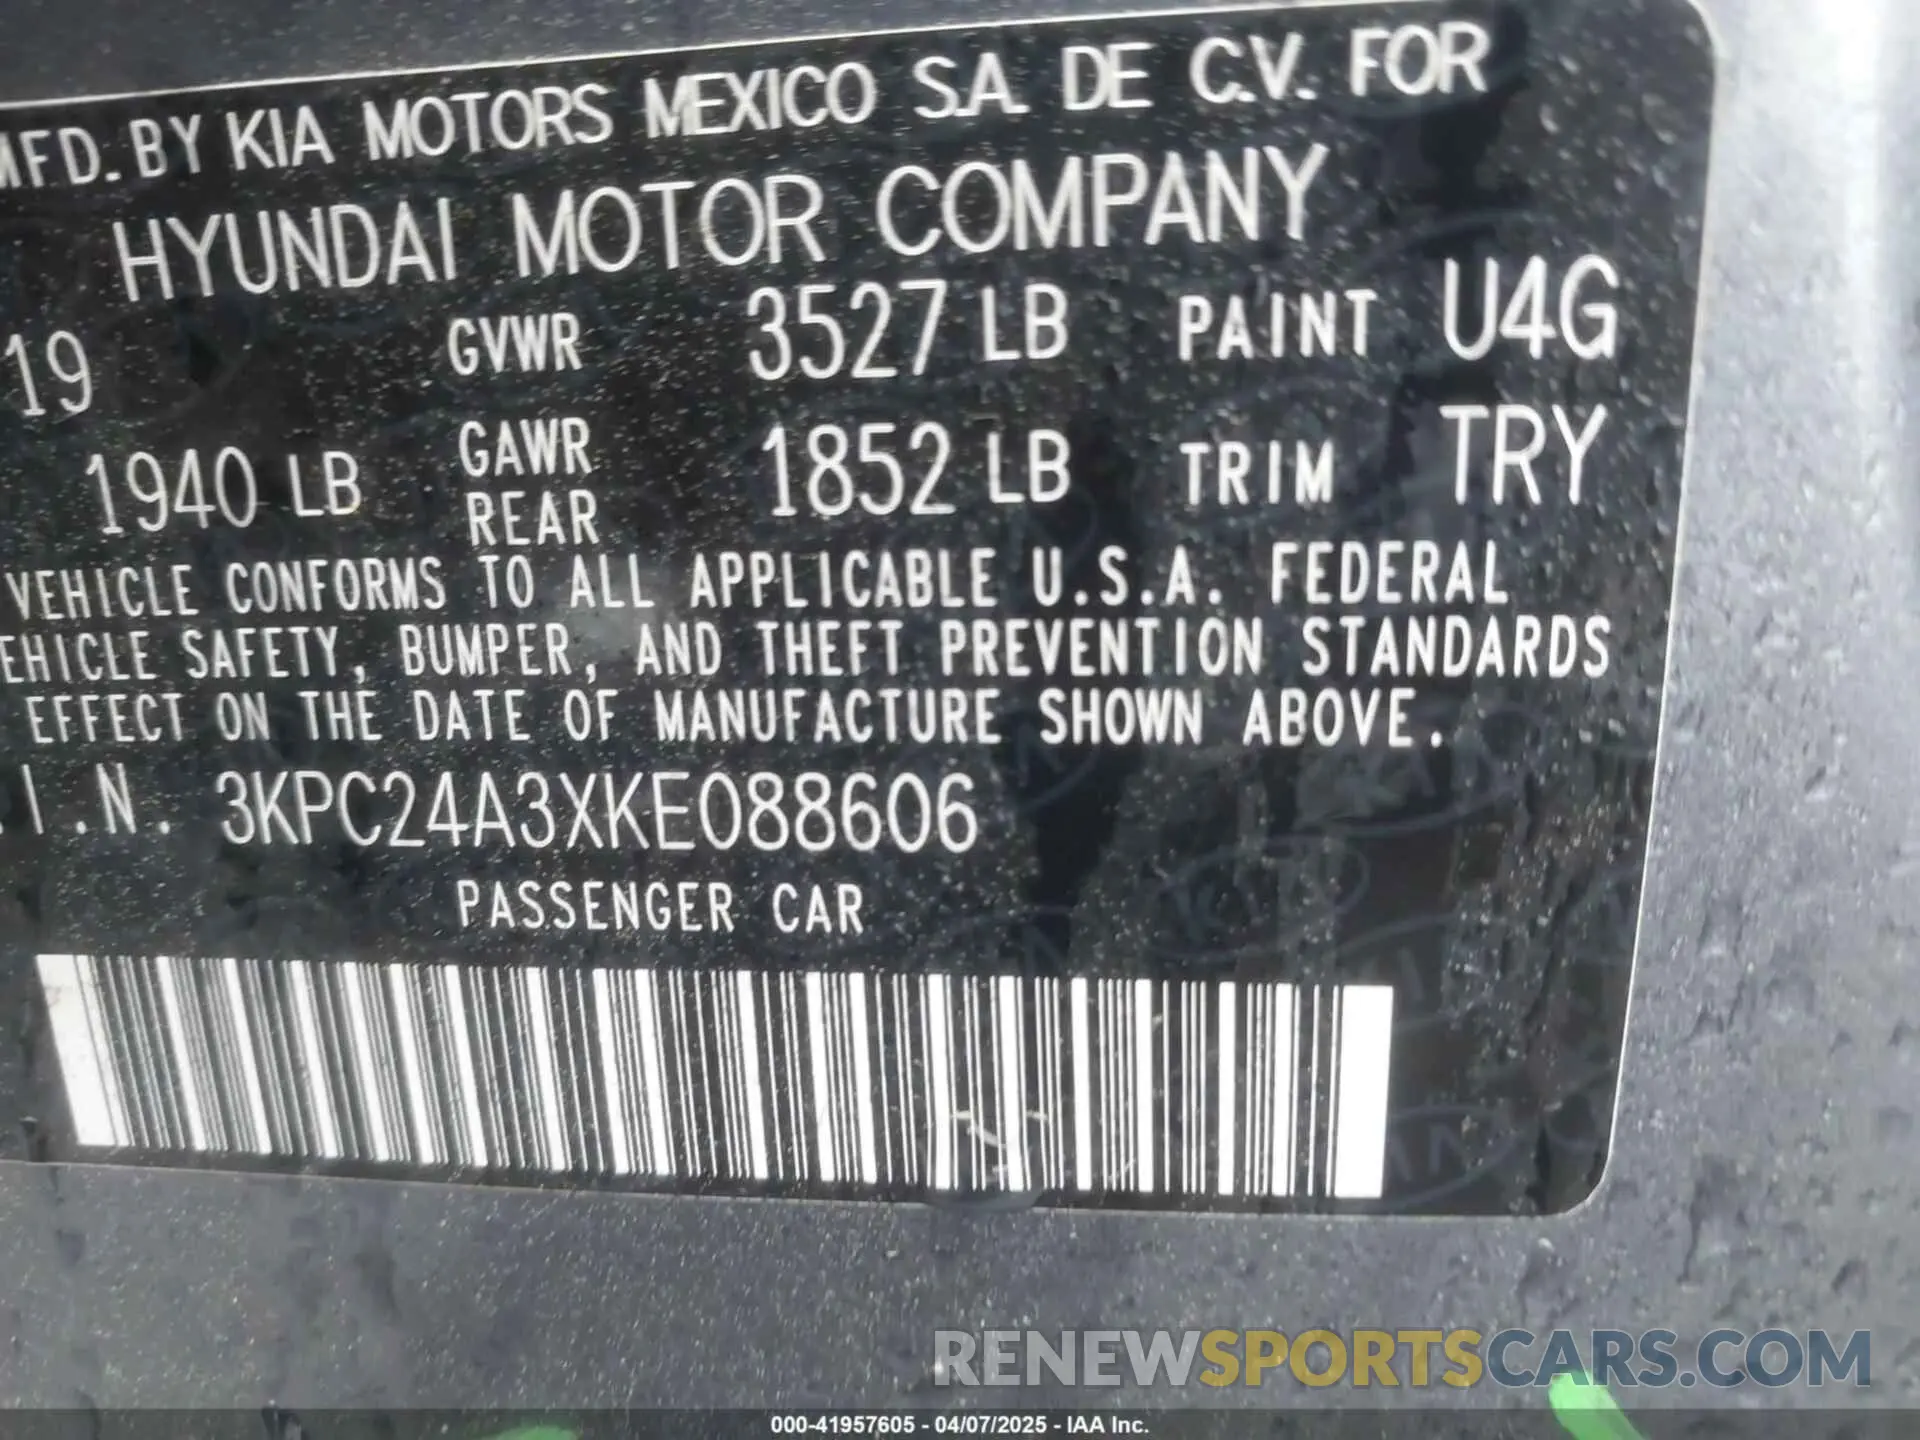 MFD. BY KIA MOTORS MEXICO S.A. DE C.V. FOR
HYUNDAI MOTOR COMPANY
19 GVWR 3527 LB PAINT U4G
1940 LB GAWR REAR 1852 LB TRIM TRY
VEHICLE CONFORMS TO ALL APPLICABLE U.S.A. FEDERAL
EHICLE SAFETY, BUMPER, AND THEFT PREVENTION STANDARDS
EFFECT ON THE DATE OF MANUFACTURE SHOWN ABOVE.
.I.N. 3KPC24A3XKE088606
PASSENGER CAR
RENEWSPORTSCARS.COM
000-41957605 - 04/07/2025 - IAA Inc.